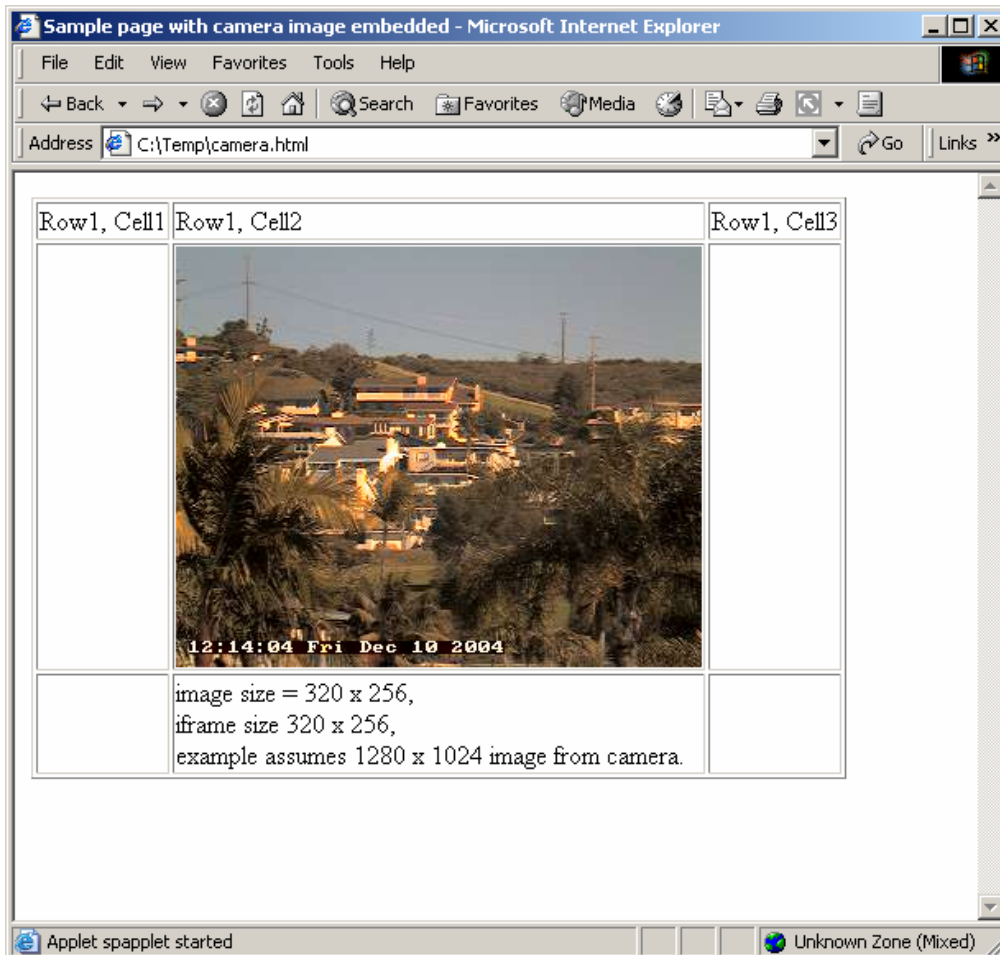 Sample page with camera image embedded - Microsoft Internet Explorer
File Edit View Favorites Tools Help
Back Search Favorites Media
Address C:\Temp\camera.html Go Links »
Row1, Cell1 Row1, Cell2 Row1, Cell3
12:14:04 Fri Dec 10 2004
image size = 320 x 256,
iframe size 320 x 256,
example assumes 1280 x 1024 image from camera.
Applet spapplet started Unknown Zone (Mixed)